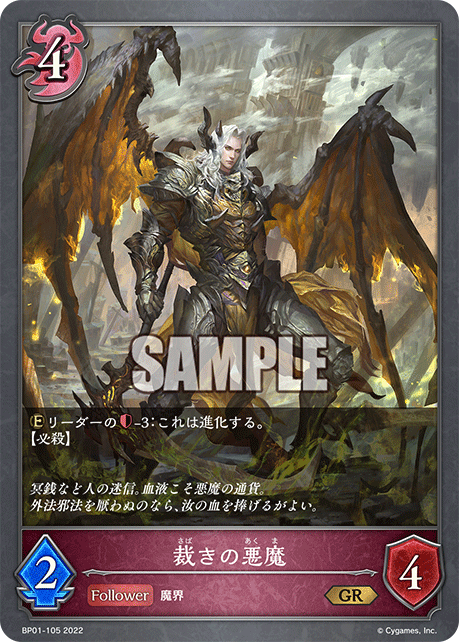 4
SAMPLE
Eリーダーの-3：これは進化する。
【必殺】
冥銭など人の迷信。血液こそ悪魔の通貨。
外法邪法を厭わぬのなら、汝の血を捧げるがよい。
さば あくま
裁きの悪魔
2
Follower 魔界
GR
4
BP01-105 2022
© Cygames, Inc.